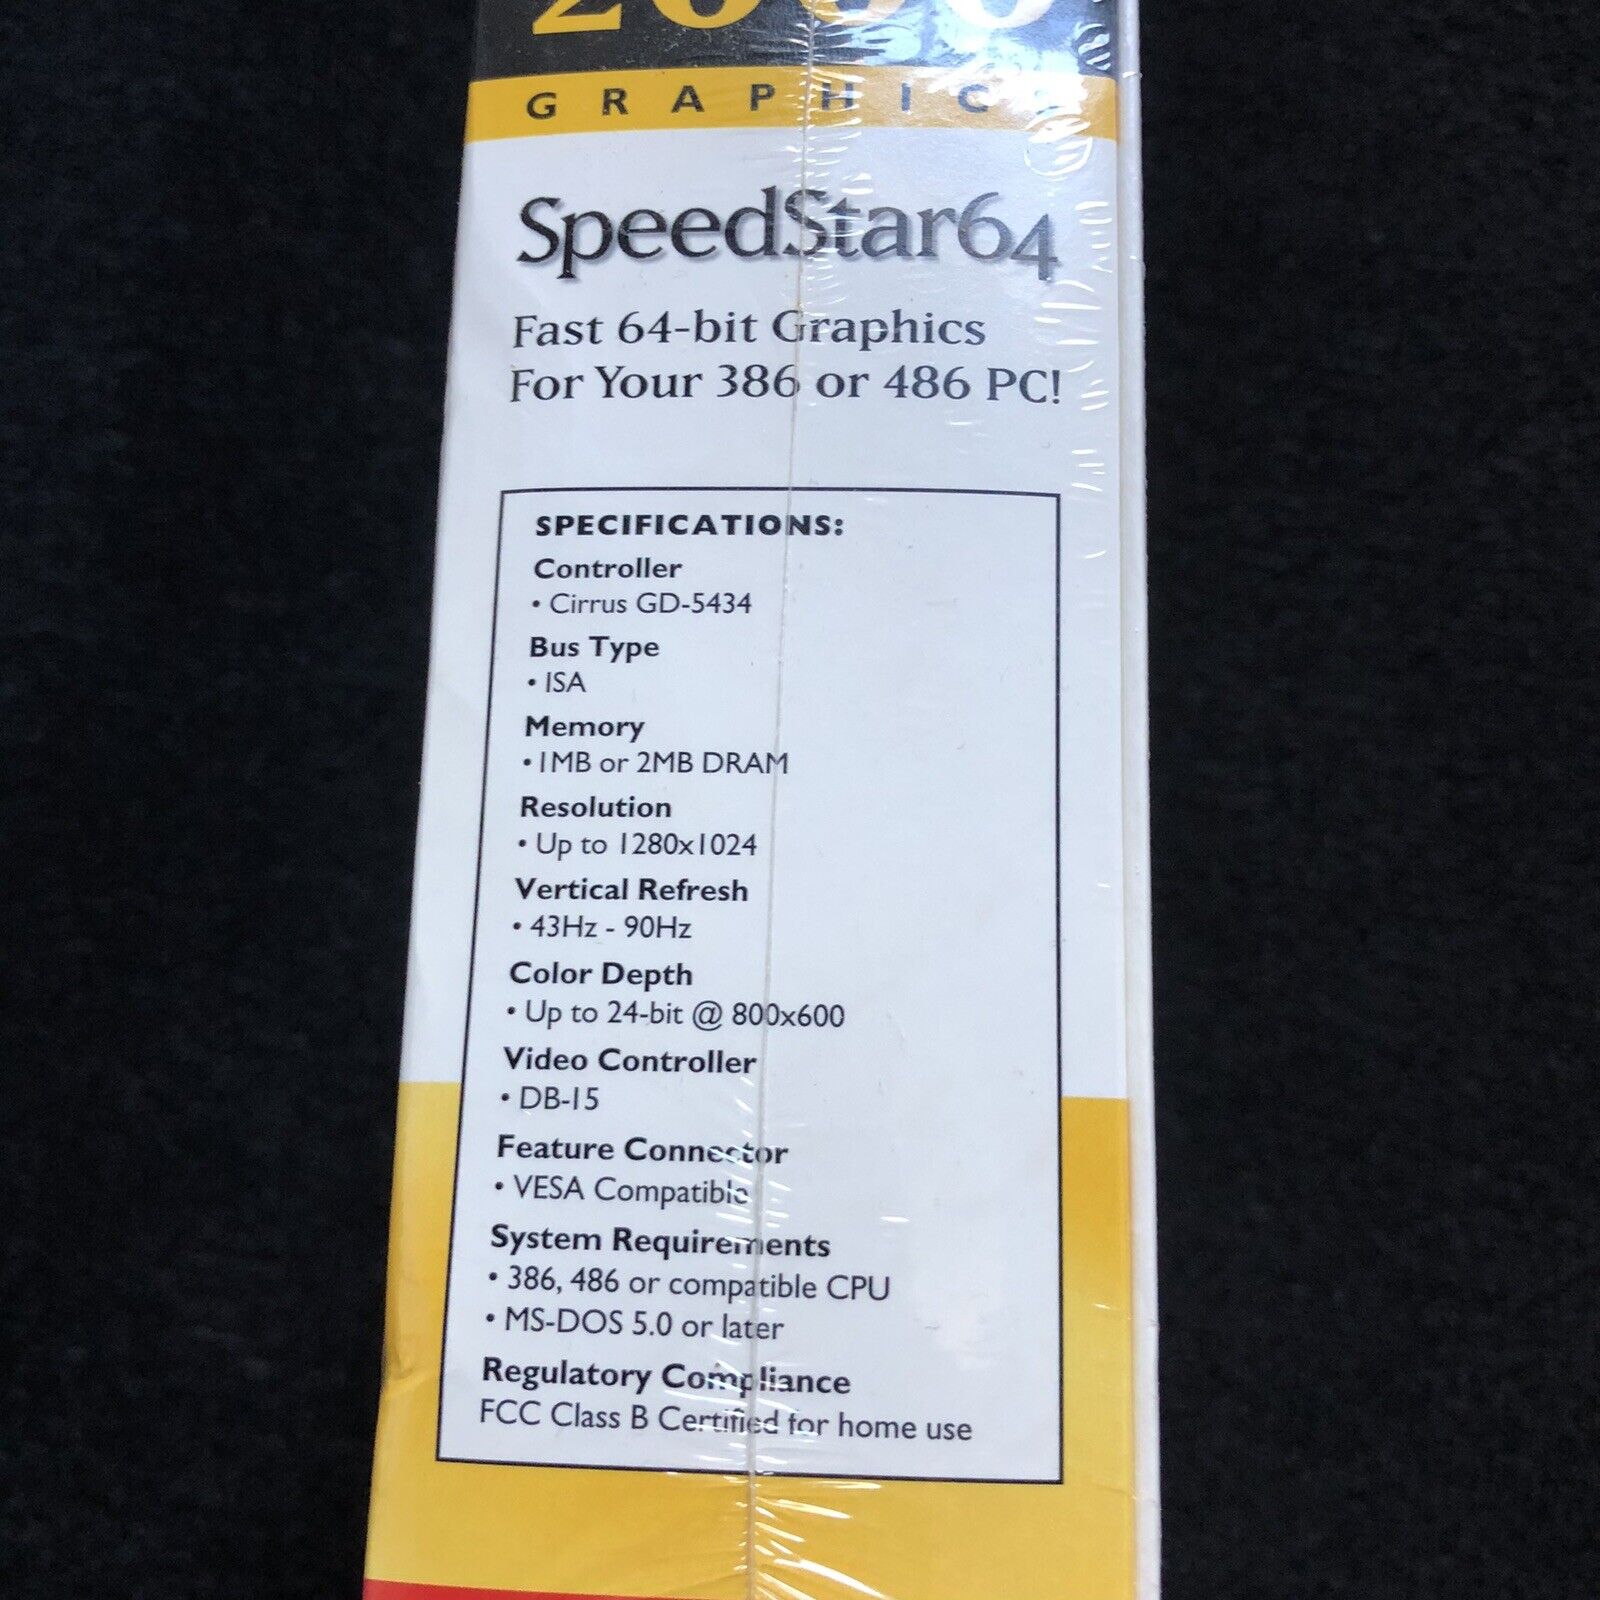 2000
GRAPHICS
SpeedStar64
Fast 64-bit Graphics
For Your 386 or 486 PC!
SPECIFICATIONS:
Controller
• Cirrus GD-5434
Bus Type
• ISA
Memory
• 1MB or 2MB DRAM
Resolution
• Up to 1280x1024
Vertical Refresh
• 43Hz - 90Hz
Color Depth
• Up to 24-bit @ 800x600
Video Controller
• DB-15
Feature Connector
• VESA Compatible
System Requirements
• 386, 486 or compatible CPU
• MS-DOS 5.0 or later
Regulatory Compliance
FCC Class B Certified for home use